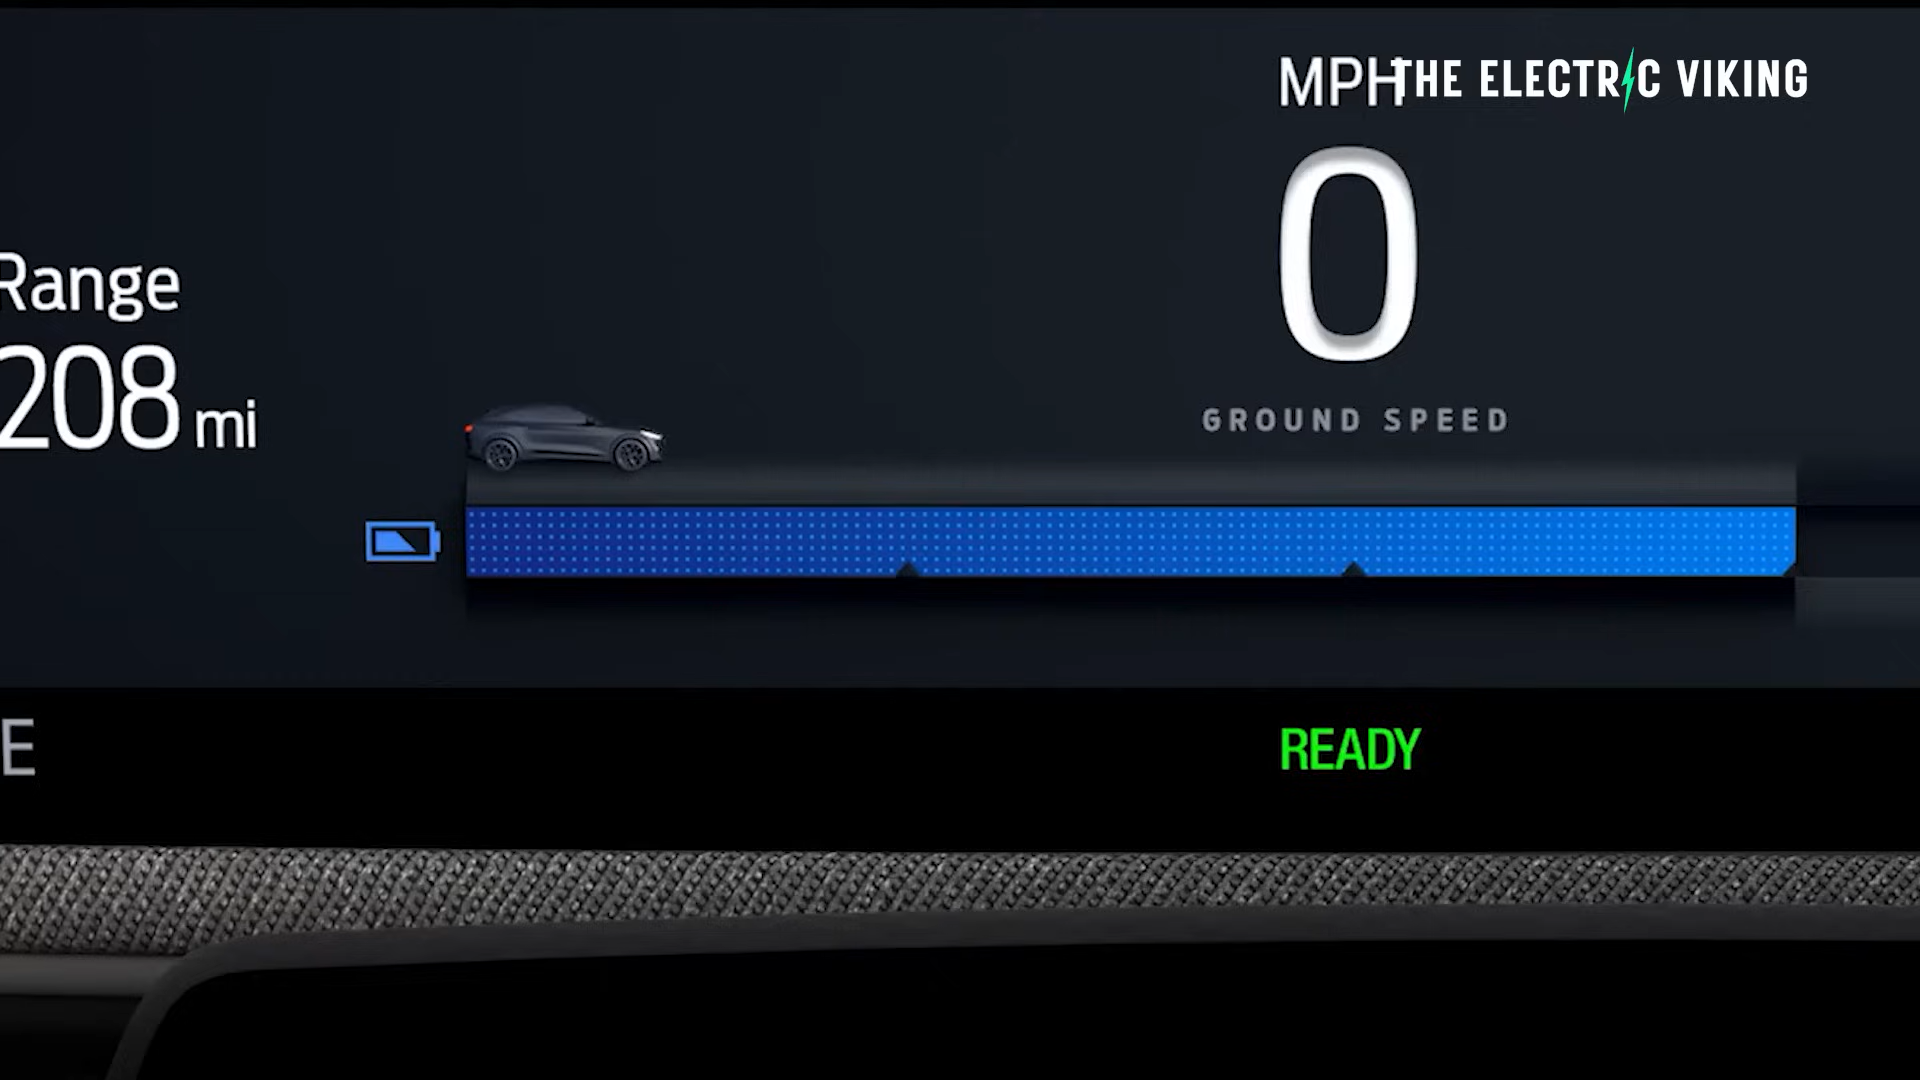 MPH
THE ELECTRIC VIKING
0
GROUND SPEED
Range
208 mi
E
READY